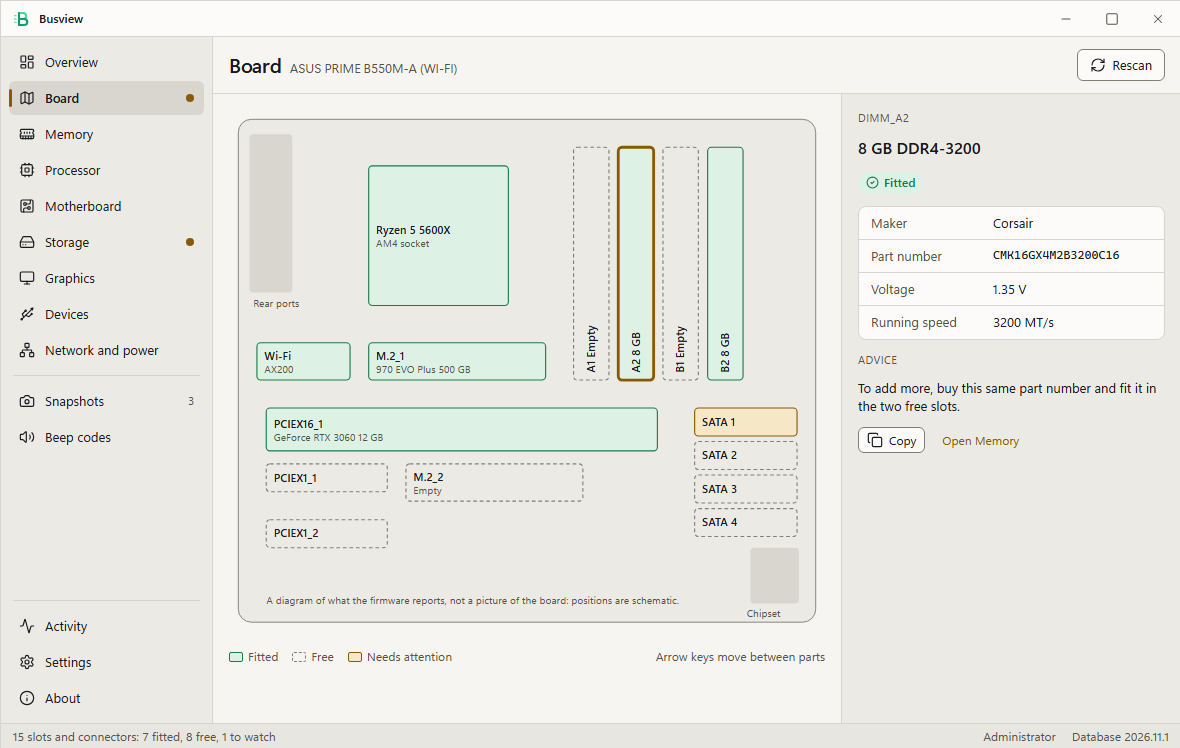 Busview
Overview
Board
Memory
Processor
Motherboard
Storage
Graphics
Devices
Network and power
Snapshots 3
Beep codes
Activity
Settings
About
Board ASUS PRIME B550M-A (WI-FI)
Rescan
Rear ports
Ryzen 5 5600X
AM4 socket
A1 Empty
A2 8 GB
B1 Empty
B2 8 GB
Wi-Fi
AX200
M.2_1
970 EVO Plus 500 GB
PCIEX16_1
GeForce RTX 3060 12 GB
PCIEX1_1
M.2_2
Empty
PCIEX1_2
SATA 1
SATA 2
SATA 3
SATA 4
Chipset
A diagram of what the firmware reports, not a picture of the board: positions are schematic.
Fitted Free Needs attention
Arrow keys move between parts
DIMM_A2
8 GB DDR4-3200
Fitted
Maker Corsair
Part number CMK16GX4M2B3200C16
Voltage 1.35 V
Running speed 3200 MT/s
ADVICE
To add more, buy this same part number and fit it in
the two free slots.
Copy Open Memory
15 slots and connectors: 7 fitted, 8 free, 1 to watch
Administrator Database 2026.11.1